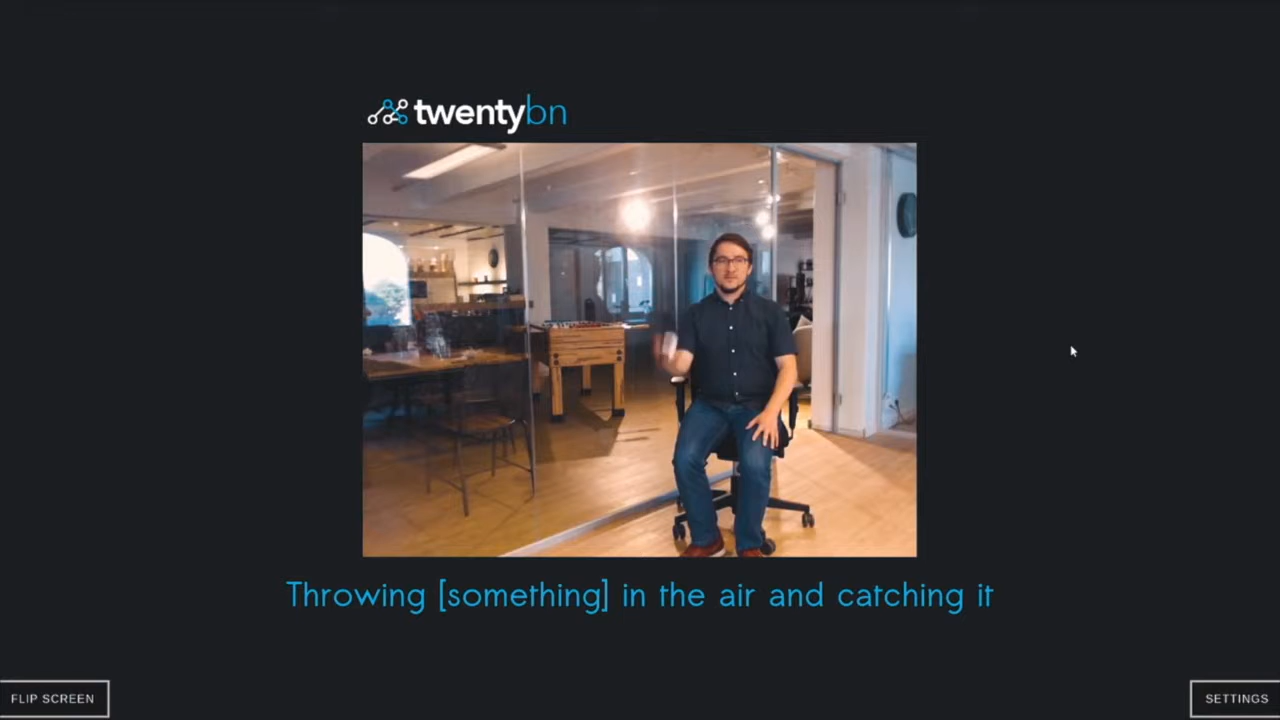 twentybn
Throwing [something] in the air and catching it
FLIP SCREEN
SETTINGS